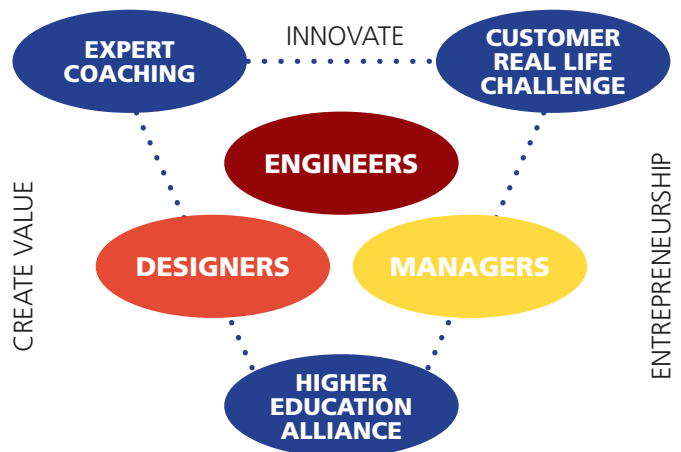 EXPERT
COACHING
INNOVATE
CUSTOMER
REAL LIFE
CHALLENGE
ENGINEERS
CREATE VALUE
DESIGNERS
MANAGERS
ENTREPRENEURSHIP
HIGHER
EDUCATION
ALLIANCE